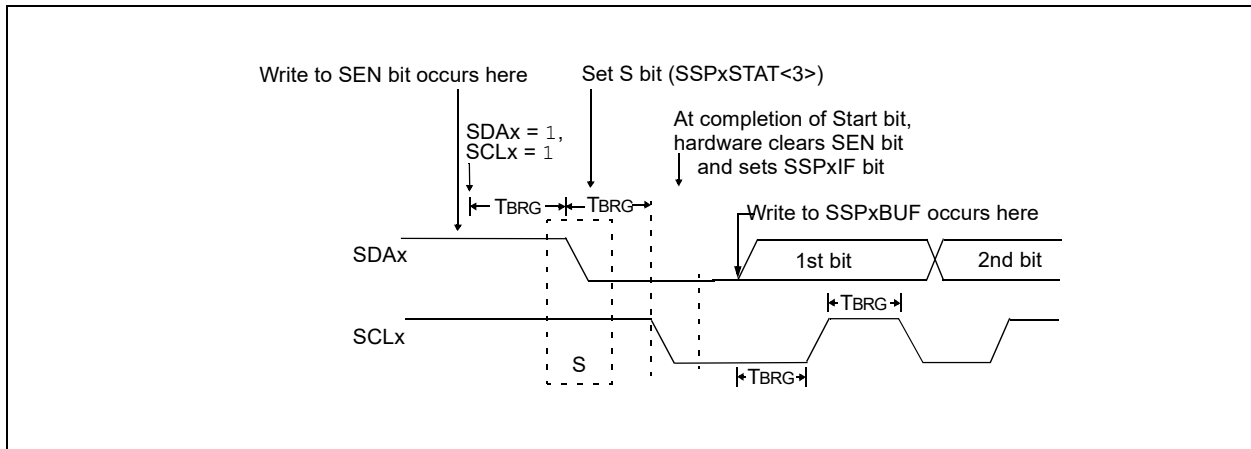 Write to SEN bit occurs here
Set S bit (SSPxSTAT<3>)
SDAx = 1,
SCLx = 1
At completion of Start bit,
hardware clears SEN bit
and sets SSPxIF bit
TBRG
TBRG
Write to SSPxBUF occurs here
SDAx
1st bit
2nd bit
TBRG
SCLx
S
TBRG